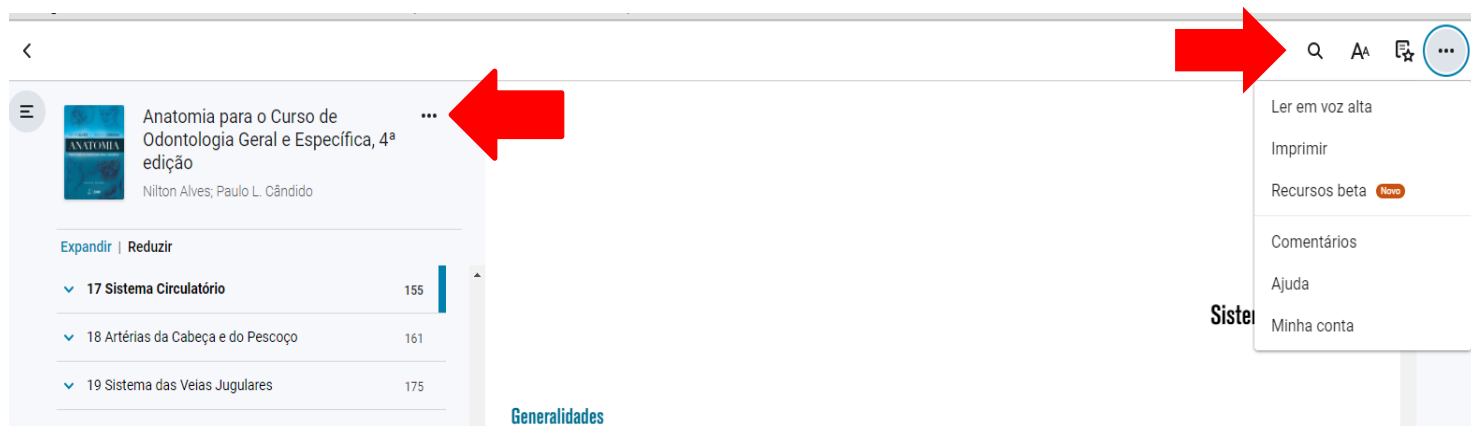 Anatomia para o Curso de
Odontologia Geral e Específica, 4ª
edição
Nilton Alves; Paulo L. Cândido
ANATOMIA
Expandir | Reduzir
17 Sistema Circulatório 155
18 Artérias da Cabeça e do Pescoço 161
19 Sistema das Veias Jugulares 175
AA
Ler em voz alta
Imprimir
Recursos beta Novo
Comentários
Ajuda
Minha conta
Generalidades